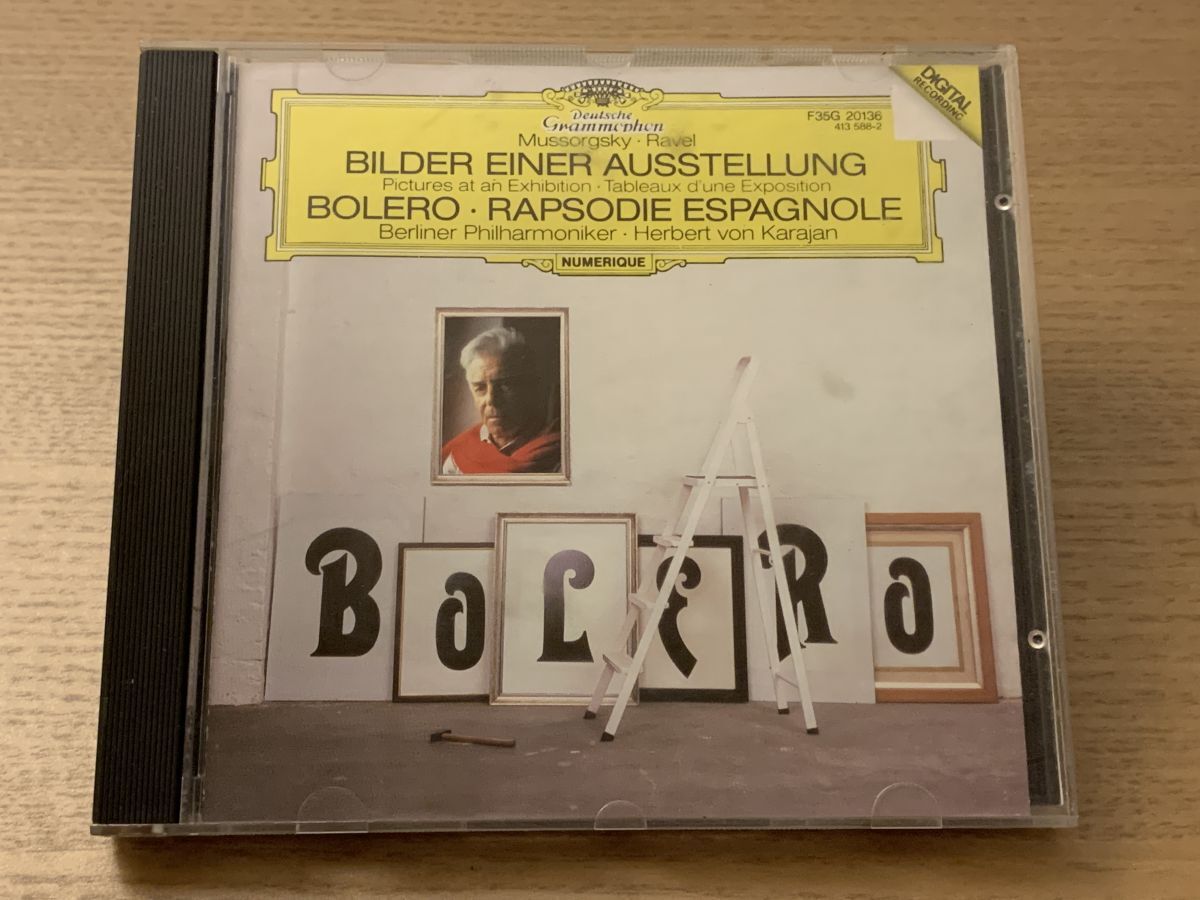 DIGITAL
RECORDING
F35G 20136
413 588-2
Deutsche
Grammophon
Mussorgsky · Ravel
BILDER EINER AUSSTELLUNG
Pictures at an Exhibition · Tableaux d'une Exposition
BOLERO · RAPSODIE ESPAGNOLE
Berliner Philharmoniker · Herbert von Karajan
NUMERIQUE
BoLERo